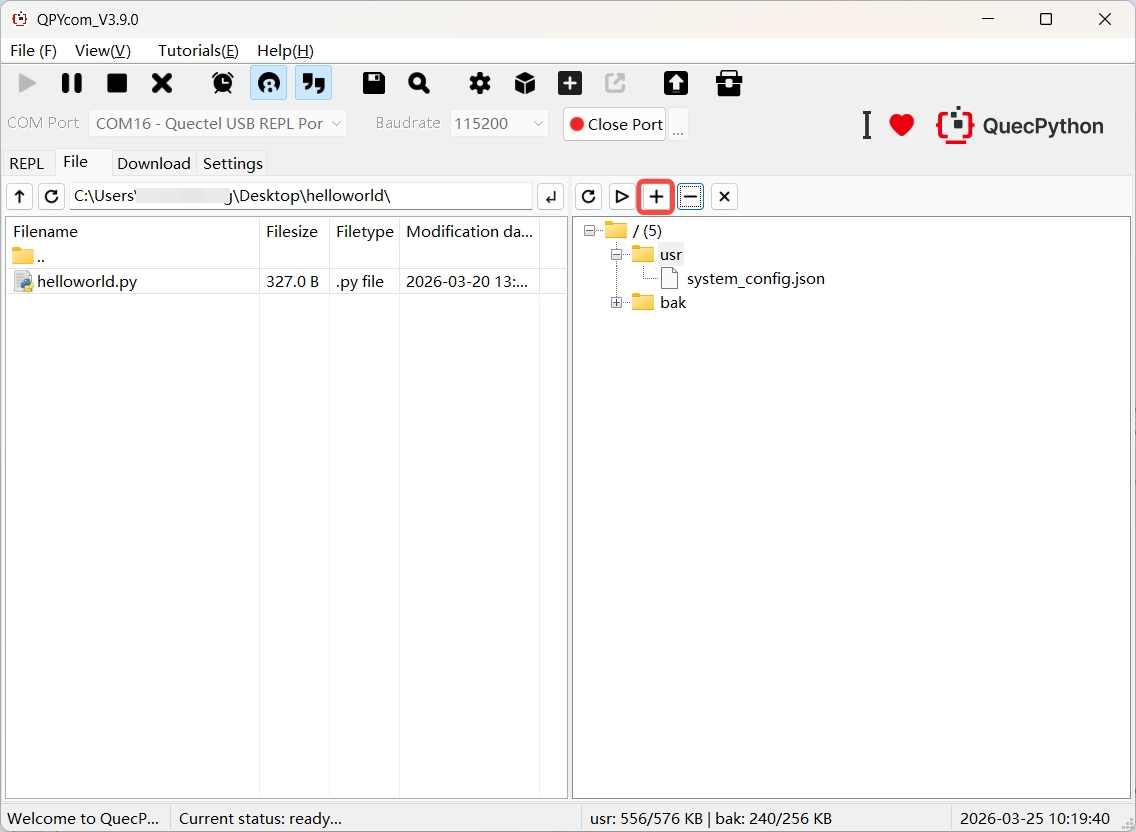 QPYcom_V3.9.0
File (F) View(V) Tutorials(E) Help(H)
COM Port COM16 - Quectel USB REPL Por Baudrate 115200 Close Port ... I QuecPython
REPL File Download Settings
C:\Users\ \Desktop\helloworld\
Filename Filesize Filetype Modification da...
..
helloworld.py 327.0 B .py file 2026-03-20 13:...
/ (5)
usr
system_config.json
bak
Welcome to QuecP... Current status: ready... usr: 556/576 KB | bak: 240/256 KB 2026-03-25 10:19:40